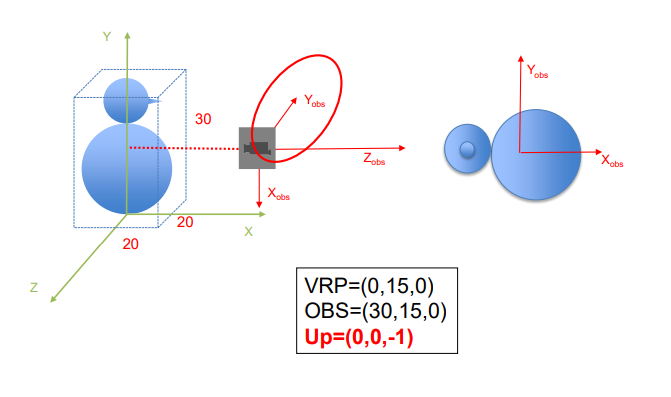 Y
30
Yobs
Zobs
Xobs
X
20
20
Z
Yobs
Xobs
VRP=(0,15,0)
OBS=(30,15,0)
Up=(0,0,-1)